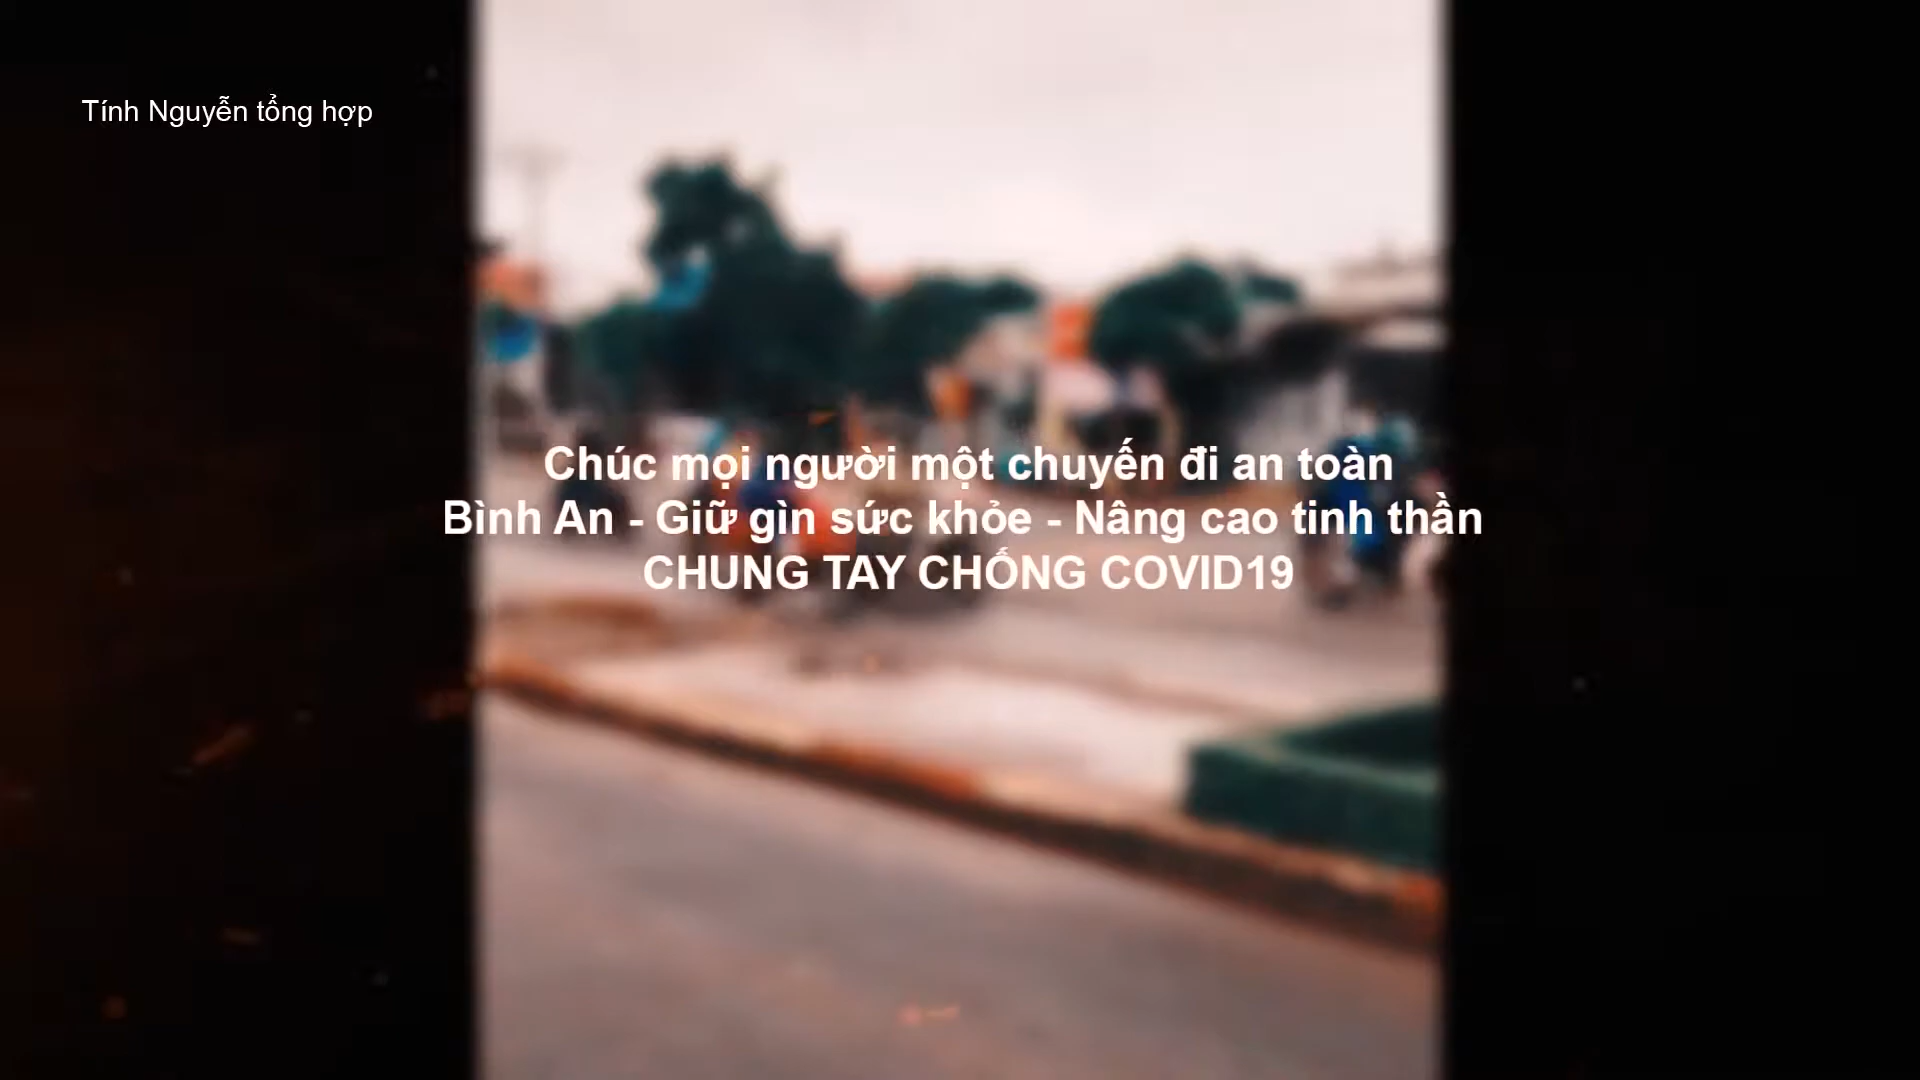 Tính Nguyễn tổng hợp
Chúc mọi người một chuyến đi an toàn
Bình An - Giữ gìn sức khỏe - Nâng cao tinh thần
CHUNG TAY CHỐNG COVID19